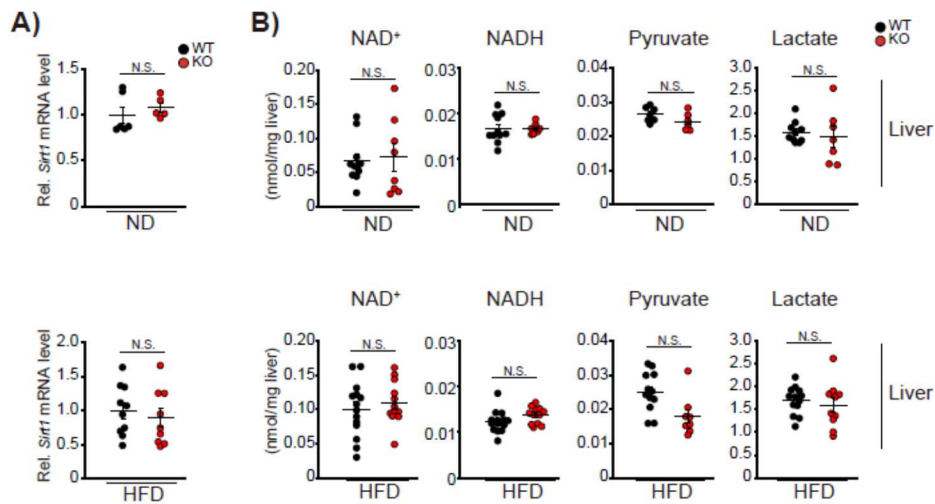 A)
WT
KO
Rel. Sirt1 mRNA level
1.5
1.0
0.5
0
N.S.
ND
B)
WT
KO
(nmol/mg liver)
NAD⁺
0.20
0.15
0.10
0.05
0
N.S.
ND
NADH
0.03
0.02
0.01
0
N.S.
ND
Pyruvate
0.04
0.03
0.02
0.01
0
N.S.
ND
Lactate
3.0
2.5
2.0
1.5
1.0
0.5
0
N.S.
ND
Liver
Rel. Sirt1 mRNA level
2.0
1.5
1.0
0.5
0
N.S.
HFD
(nmol/mg liver)
NAD⁺
0.20
0.15
0.10
0.05
0
N.S.
HFD
NADH
0.03
0.02
0.01
0
N.S.
HFD
Pyruvate
0.04
0.03
0.02
0.01
0
N.S.
HFD
Lactate
3.0
2.5
2.0
1.5
1.0
0.5
0
N.S.
HFD
Liver